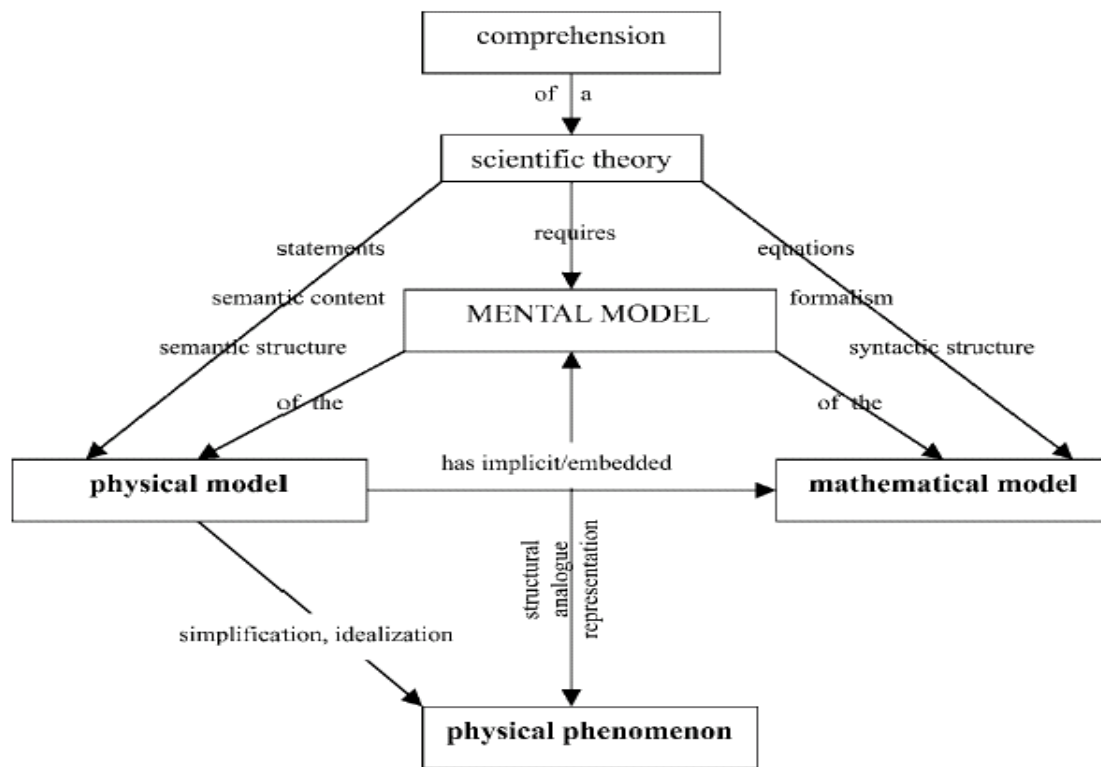 comprehension
of a
scientific theory
statements
requires
equations
semantic content
MENTAL MODEL
formalism
semantic structure
syntactic structure
of the
of the
physical model
has implicit/embedded
mathematical model
structural
analogue
representation
simplification, idealization
physical phenomenon